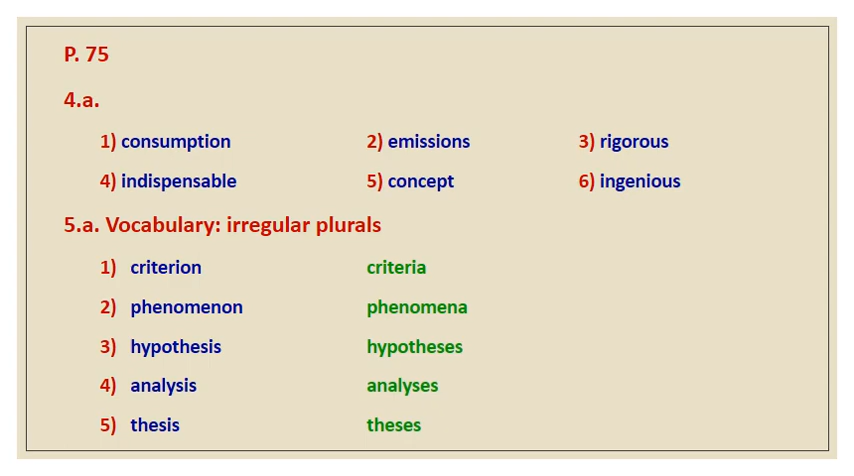 P. 75
4.a.
1) consumption 2) emissions 3) rigorous
4) indispensable 5) concept 6) ingenious
5.a. Vocabulary: irregular plurals
1) criterion criteria
2) phenomenon phenomena
3) hypothesis hypotheses
4) analysis analyses
5) thesis theses